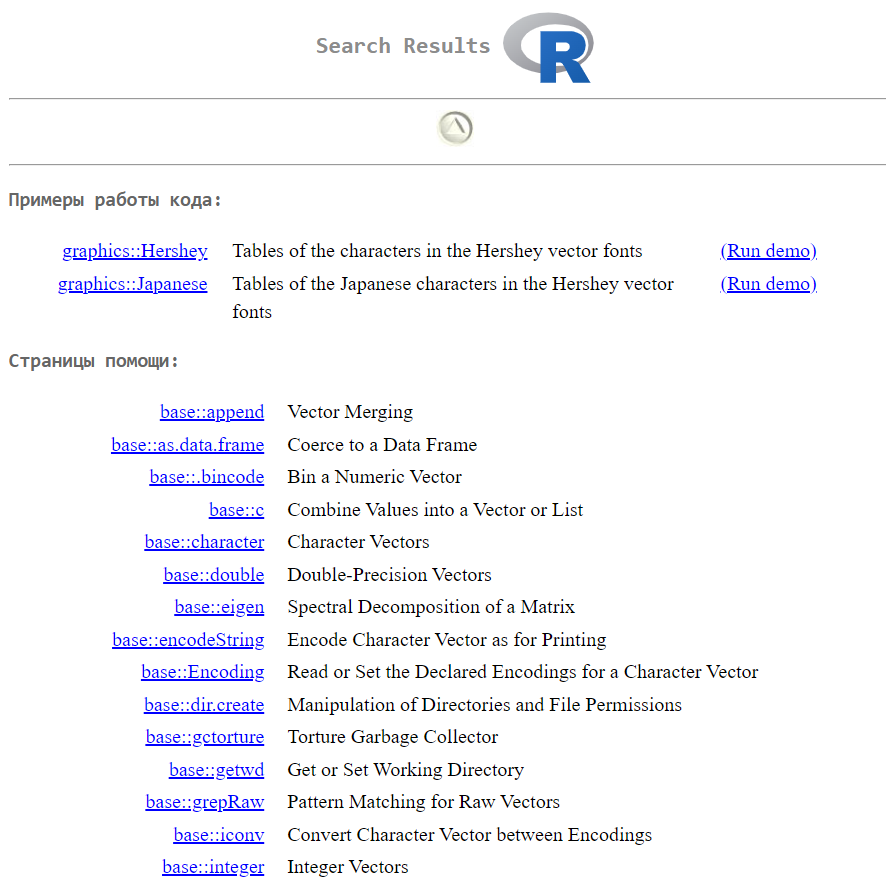 Search Results R
Примеры работы кода:
graphics::Hershey Tables of the characters in the Hershey vector fonts (Run demo)
graphics::Japanese Tables of the Japanese characters in the Hershey vector (Run demo)
fonts
Страницы помощи:
base::append Vector Merging
base::as.data.frame Coerce to a Data Frame
base::.bincode Bin a Numeric Vector
base::c Combine Values into a Vector or List
base::character Character Vectors
base::double Double-Precision Vectors
base::eigen Spectral Decomposition of a Matrix
base::encodeString Encode Character Vector as for Printing
base::Encoding Read or Set the Declared Encodings for a Character Vector
base::dir.create Manipulation of Directories and File Permissions
base::gctorture Torture Garbage Collector
base::getwd Get or Set Working Directory
base::grepRaw Pattern Matching for Raw Vectors
base::iconv Convert Character Vector between Encodings
base::integer Integer Vectors